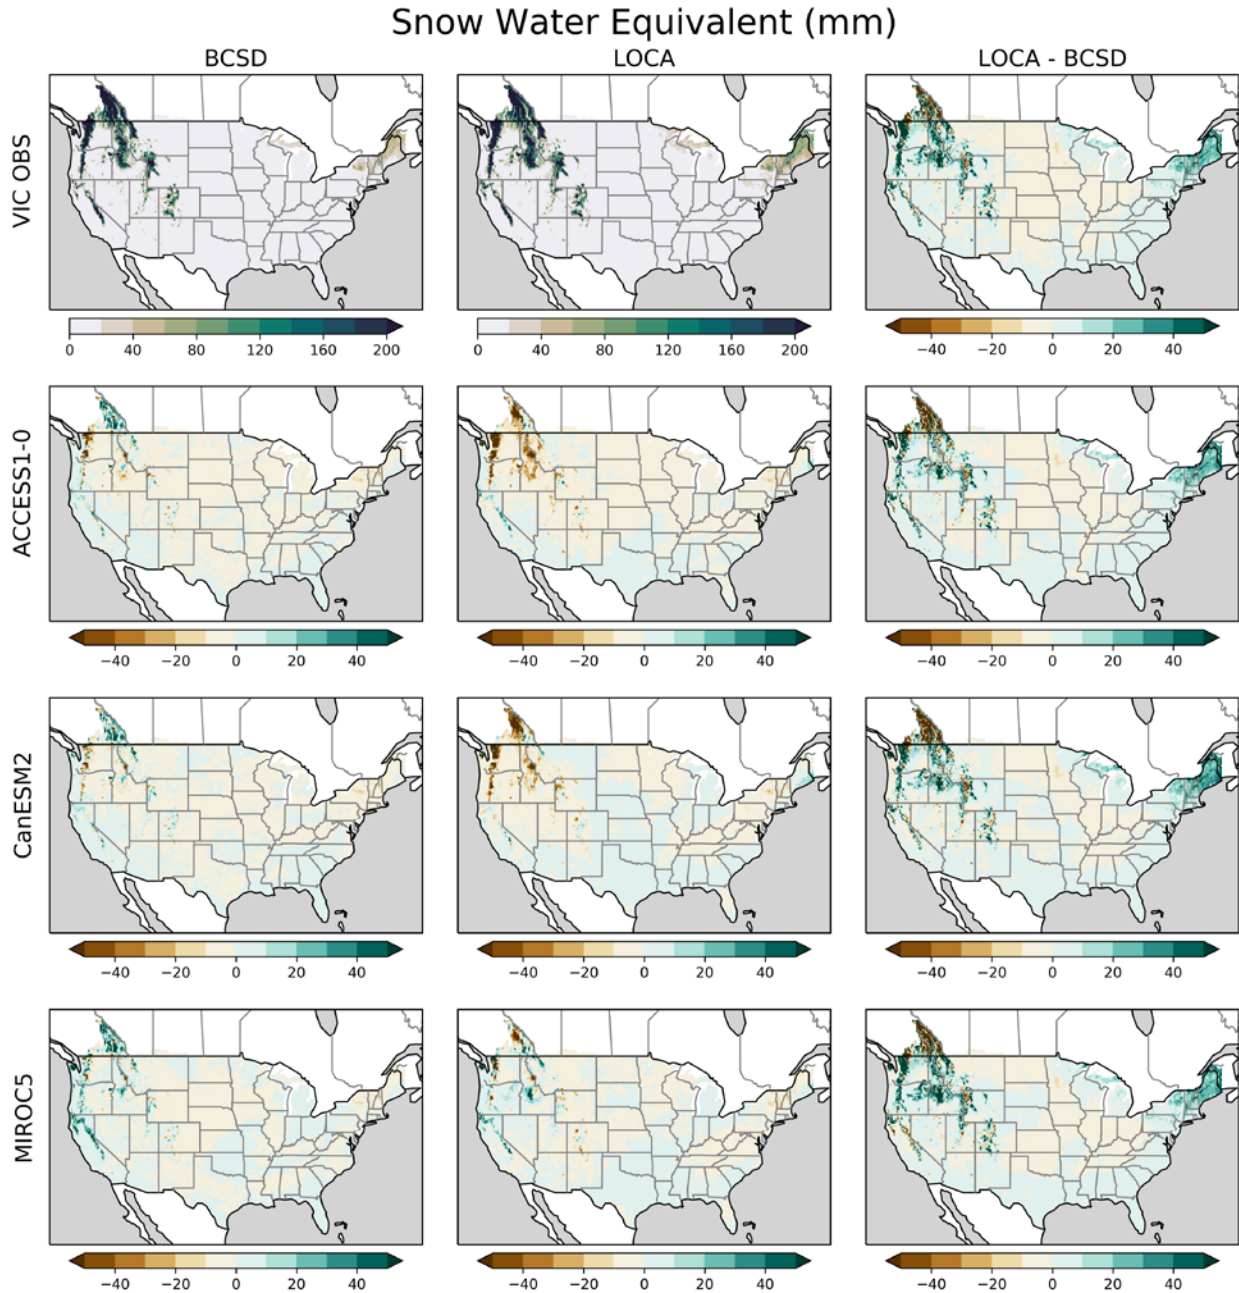 Snow Water Equivalent (mm)
BCSD LOCA LOCA - BCSD
VIC OBS
0 40 80 120 160 200 0 40 80 120 160 200 −40 −20 0 20 40
ACCESS1-0
−40 −20 0 20 40 −40 −20 0 20 40 −40 −20 0 20 40
CanESM2
−40 −20 0 20 40 −40 −20 0 20 40 −40 −20 0 20 40
MIROC5
−40 −20 0 20 40 −40 −20 0 20 40 −40 −20 0 20 40